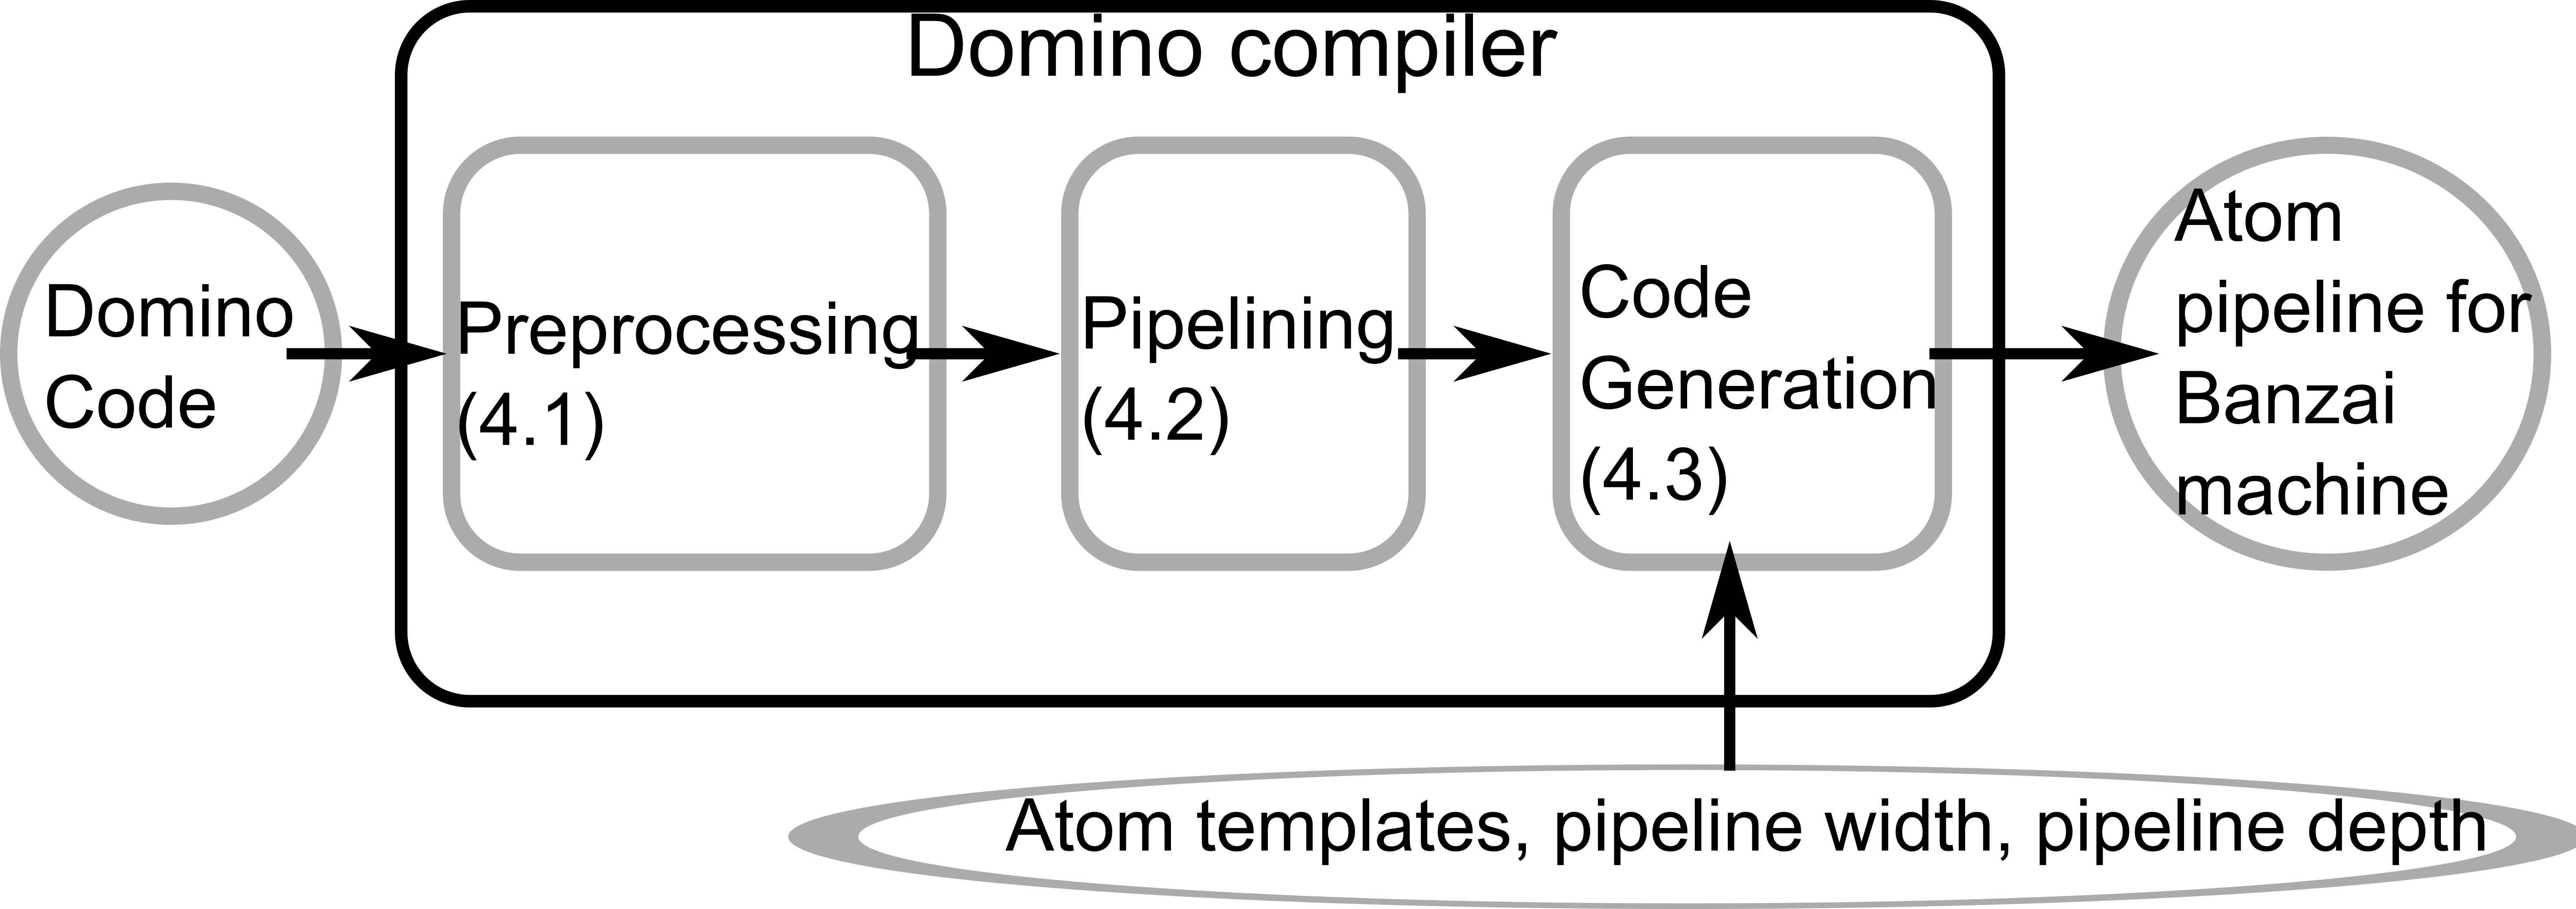 Domino compiler
Domino
Code
Preprocessing
(4.1)
Pipelining
(4.2)
Code
Generation
(4.3)
Atom
pipeline for
Banzai
machine
Atom templates, pipeline width, pipeline depth